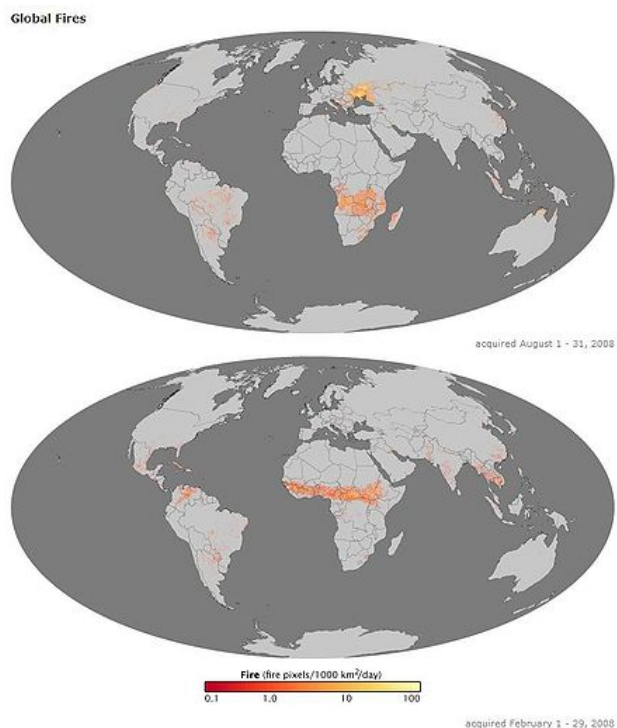 Global Fires
acquired August 1 - 31, 2008
Fire (fire pixels/1000 km²/day)
0.1 1.0 10 100
acquired February 1 - 29, 2008